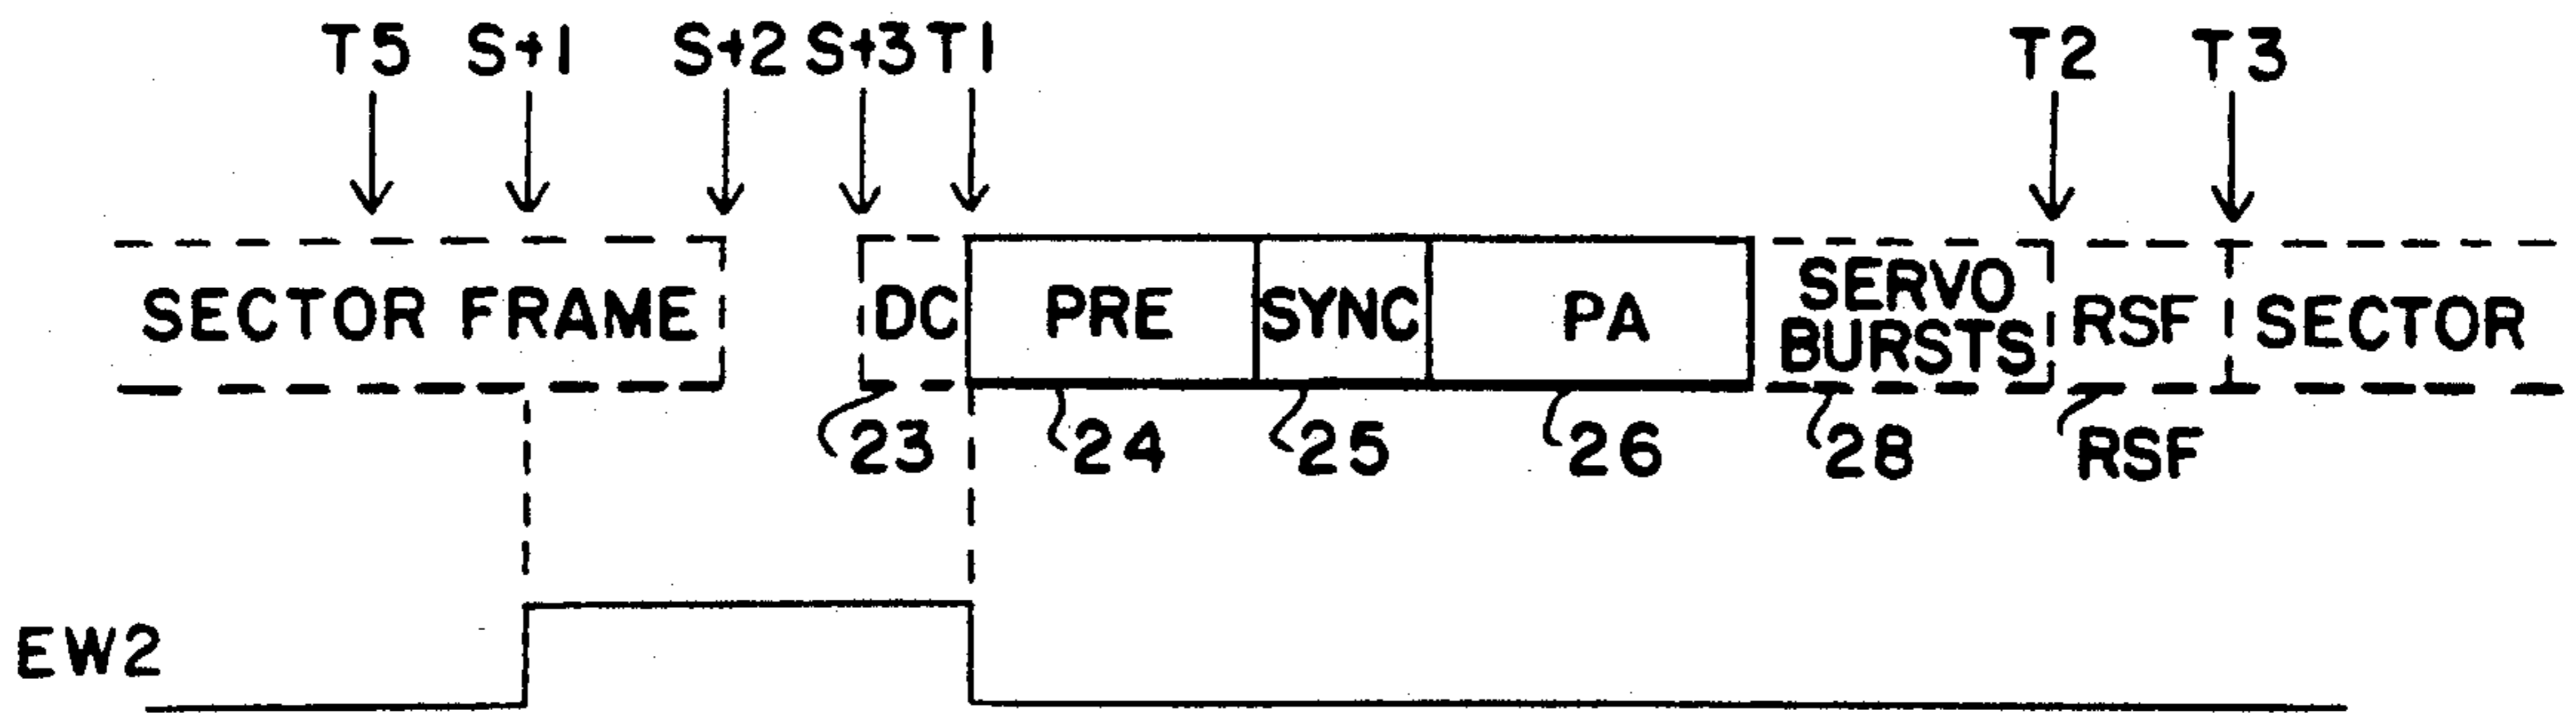 T5 S+1 S+2 S+3 T1 T2 T3
SECTOR FRAME DC PRE SYNC PA SERVO BURSTS RSF SECTOR
23 24 25 26 28 RSF
EW2